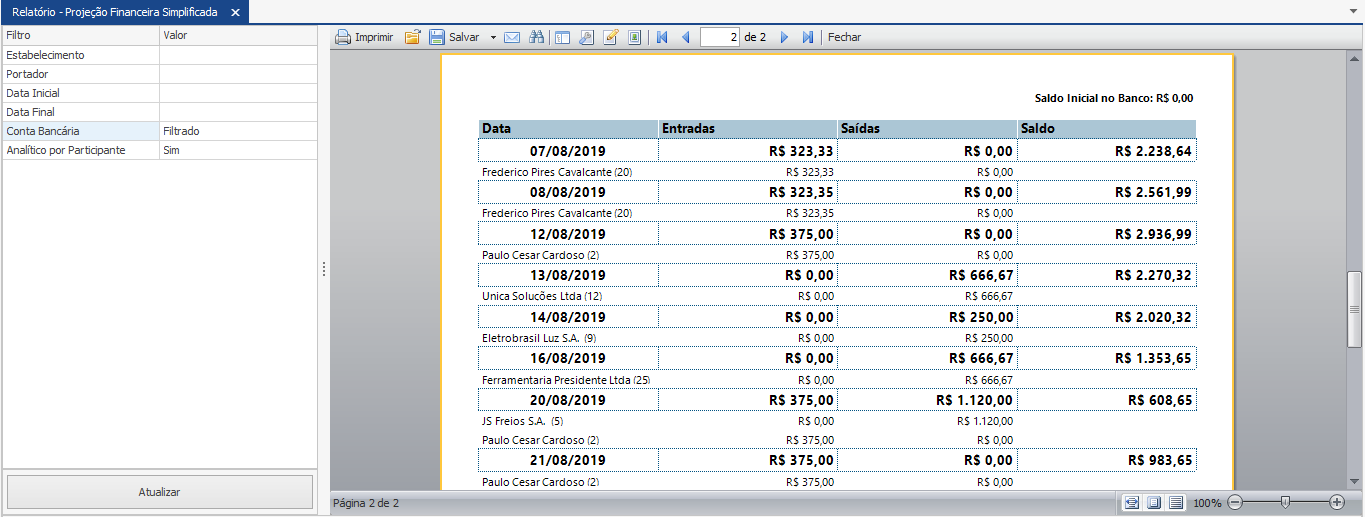 Relatório - Projeção Financeira Simplificada
Filtro Valor
Estabelecimento
Portador
Data Inicial
Data Final
Conta Bancária Filtrado
Analítico por Participante Sim
Atualizar
Imprimir Salvar 2 de 2 Fechar
Saldo Inicial no Banco: R$ 0,00
Data Entradas Saídas Saldo
07/08/2019 R$ 323,33 R$ 0,00 R$ 2.238,64
Frederico Pires Cavalcante (20) R$ 323,33 R$ 0,00
08/08/2019 R$ 323,35 R$ 0,00 R$ 2.561,99
Frederico Pires Cavalcante (20) R$ 323,35 R$ 0,00
12/08/2019 R$ 375,00 R$ 0,00 R$ 2.936,99
Paulo Cesar Cardoso (2) R$ 375,00 R$ 0,00
13/08/2019 R$ 0,00 R$ 666,67 R$ 2.270,32
Unica Soluções Ltda (12) R$ 0,00 R$ 666,67
14/08/2019 R$ 0,00 R$ 250,00 R$ 2.020,32
Eletrobrasil Luz S.A. (9) R$ 0,00 R$ 250,00
16/08/2019 R$ 0,00 R$ 666,67 R$ 1.353,65
Ferramentaria Presidente Ltda (25) R$ 0,00 R$ 666,67
20/08/2019 R$ 375,00 R$ 1.120,00 R$ 608,65
JS Freios S.A. (5) R$ 0,00 R$ 1.120,00
Paulo Cesar Cardoso (2) R$ 375,00 R$ 0,00
21/08/2019 R$ 375,00 R$ 0,00 R$ 983,65
Paulo Cesar Cardoso (2) R$ 375,00 R$ 0,00
Página 2 de 2 100%